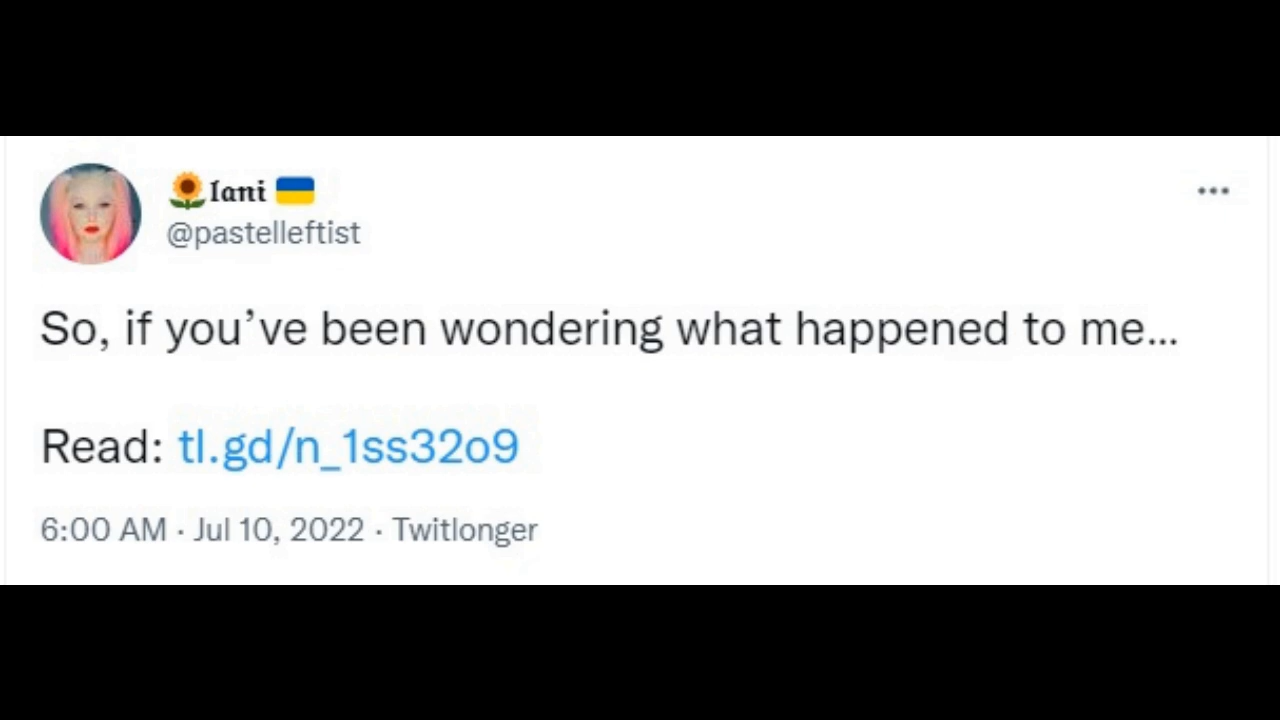 🌻𝕴𝖆𝖓𝖎 🇺🇦
@pastelleftist
So, if you’ve been wondering what happened to me...
Read: tl.gd/n_1ss32o9
6:00 AM · Jul 10, 2022 · Twitlonger